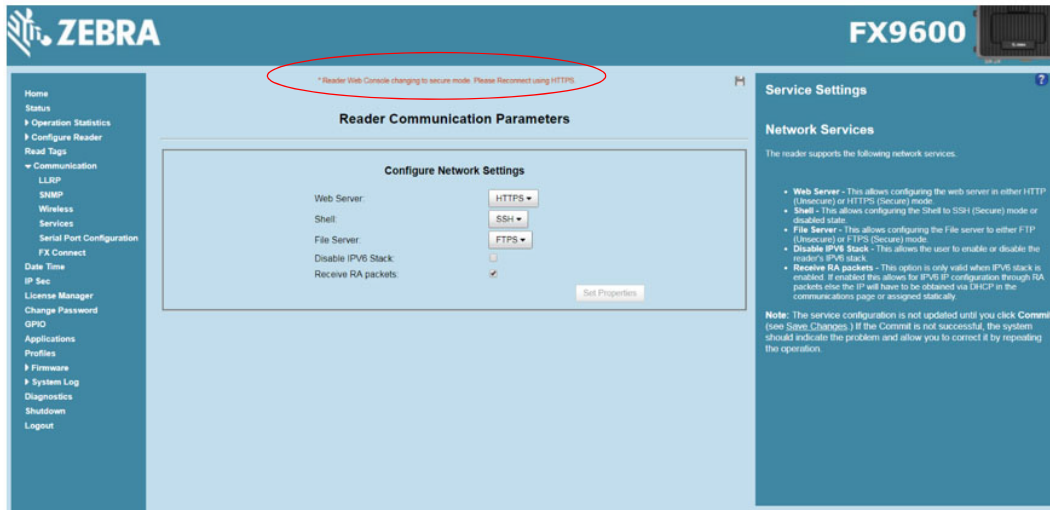 ZEBRA
FX9600
* Reader Web Console changing to secure mode. Please Reconnect using HTTPS.
Reader Communication Parameters
Home
Status
Operation Statistics
Configure Reader
Read Tags
Communication
LLRP
SNMP
Wireless
Services
Serial Port Configuration
FX Connect
Date Time
IP Sec
License Manager
Change Password
GPIO
Applications
Profiles
Firmware
System Log
Diagnostics
Shutdown
Logout
Configure Network Settings
Web Server: HTTPS
Shell: SSH
File Server: FTPS
Disable IPV6 Stack:
Receive RA packets:
Set Properties
?
Service Settings
Network Services
The reader supports the following network services.
• Web Server - This allows configuring the web server in either HTTP
(Unsecure) or HTTPS (Secure) mode.
• Shell - This allows configuring the Shell to SSH (Secure) mode or
disabled state.
• File Server - This allows configuring the File server to either FTP
(Unsecure) or FTPS (Secure) mode.
• Disable IPV6 Stack - This allows the user to enable or disable the
reader's IPV6 stack.
• Receive RA packets - This option is only valid when IPV6 stack is
enabled. If enabled this allows for IPV6 IP configuration through RA
packets else the IP will have to be obtained via DHCP in the
communications page or assigned statically.
Note: The service configuration is not updated until you click Commit
(see Save Changes.) If the Commit is not successful, the system
should indicate the problem and allow you to correct it by repeating
the operation.